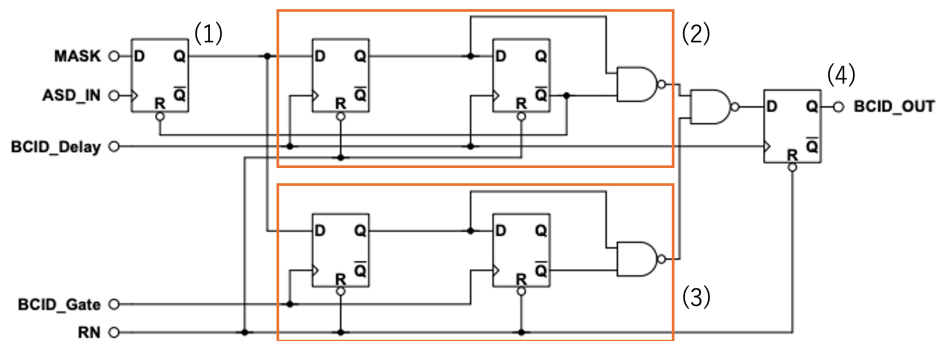 (1)
(2)
MASK
D Q
D Q
D Q
(4)
ASD_IN
Q
R
Q
R
Q
R
D Q
BCID_OUT
BCID_Delay
Q
R
D Q
D Q
Q
R
Q
R
BCID_Gate
(3)
RN